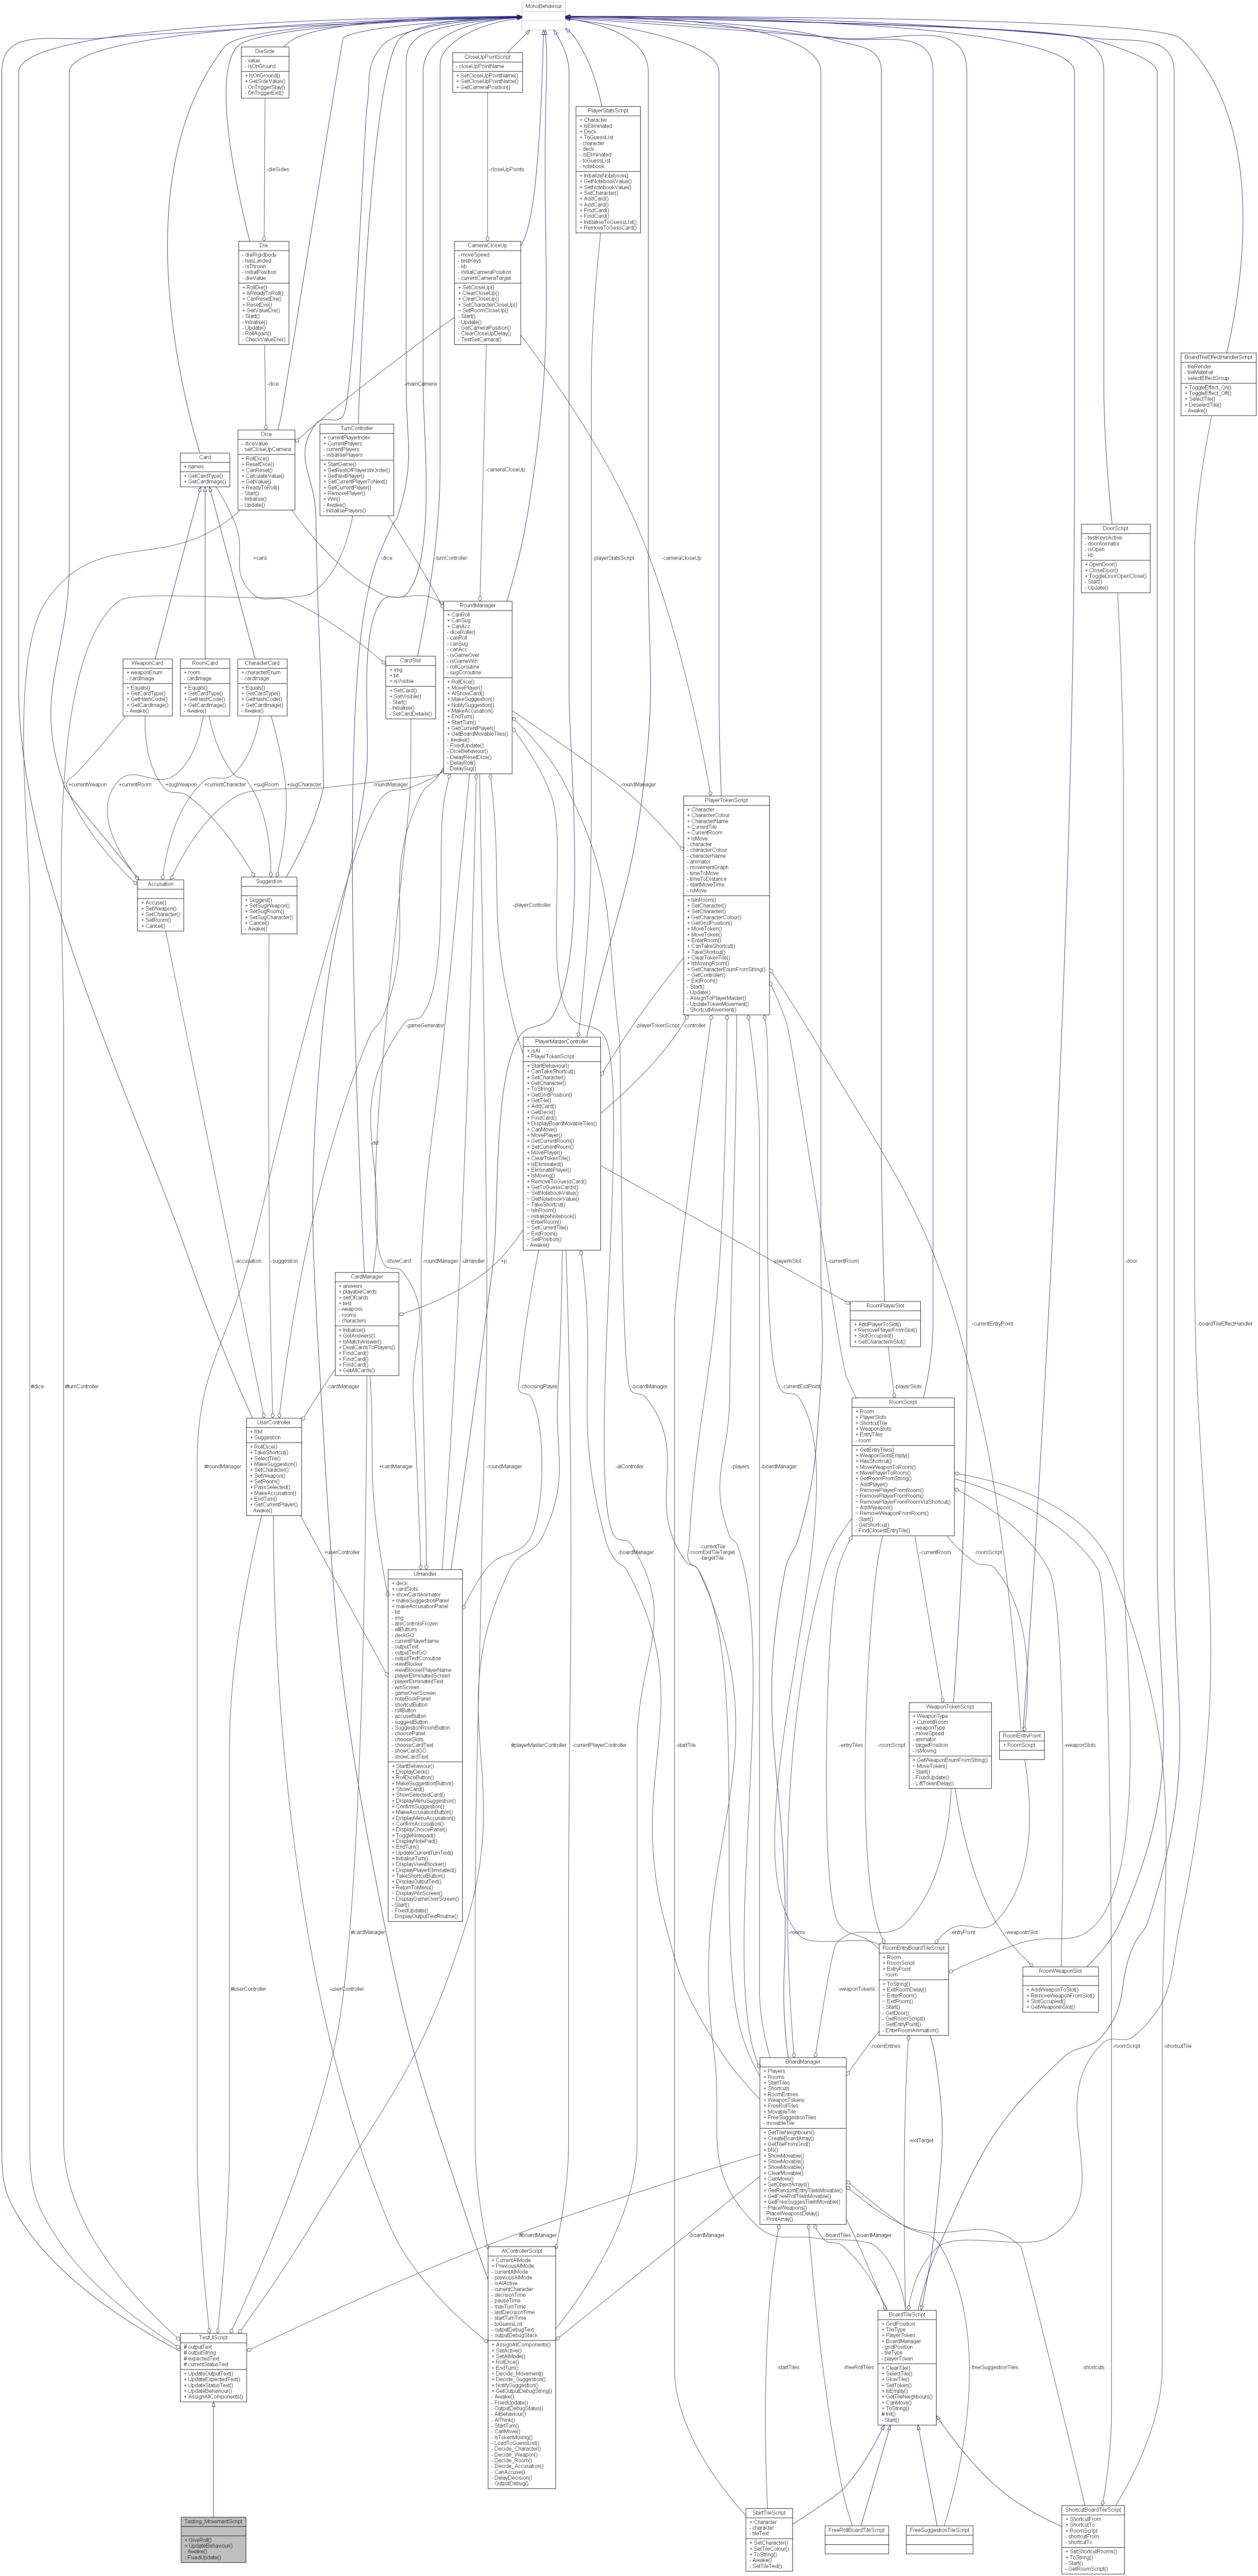 MonoBehaviour
DieSide
- value
- isOnGround
+ IsOnGround()
+ GetSideValue()
- OnTriggerStay()
- OnTriggerExit()
CloseUpPointScript
- closeUpPointName
+ SetCloseUpPointName()
+ GetCloseUpPointName()
+ GetCameraPosition()
PlayerStatsScript
+ Character
+ IsEliminated
+ Deck
+ ToGuessList
- character
- deck
- isEliminated
- toGuessList
- notebook
+ InitializeNotebook()
+ GetNotebookValue()
+ SetNotebookValue()
+ SetCharacter()
+ AddCard()
+ AddCard()
+ FindCard()
+ FindCard()
+ InitialiseToGuessList()
+ RemoveToGessCard()
-dieSides
-closeUpPoints
Die
- dieRigidbody
- hasLanded
- isThrown
- initialPosition
- dieValue
+ RollDie()
+ IsReadyToRoll()
+ CanResetDie()
+ ResetDie()
+ GetValueDie()
- Start()
- Initialise()
- Update()
- RollAgain()
- CheckValueDie()
CameraCloseUp
- moveSpeed
- testKeys
- kb
- initialCameraPosition
- currentCameraTarget
+ SetCloseUp()
+ ClearCloseUp()
+ ClearCloseUp()
+ SetCharacterCloseUp()
~ SetRoomCloseUp()
- Start()
- Update()
- GetCameraPosition()
- ClearCloseUpDelay()
- TestSetCamera()
BoardTileEffectHandlerScript
- tileRender
- tileMaterial
- selectEffectGroup
+ ToggleEffect_On()
+ ToggleEffect_Off()
+ SelectTile()
+ DeselectTile()
- Awake()
-dice
-mainCamera
Dice
- diceValue
- setCloseUpCamera
+ RollDice()
+ ResetDice()
+ CanReset()
+ CalculateValue()
+ GetValue()
+ ReadyToRoll()
- Start()
- Initialise()
- Update()
TurnController
+ currentPlayerIndex
+ CurrentPlayers
- currentPlayers
- initialisePlayers
+ StartGame()
+ GetRestOfPlayersInOrder()
+ GetNextPlayer()
+ SetCurrentPlayerToNext()
+ GetCurrentPlayer()
+ RemovePlayer()
+ Win()
- Awake()
- InitialisePlayers()
Card
+ names
+ GetCardType()
+ GetCardImage()
-cameraCloseUp
DoorScript
- testKeysActive
- doorAnimator
- isOpen
- kb
+ OpenDoor()
+ CloseDoor()
+ ToggleDoorOpenClose()
- Start()
- Update()
+card
-dice
-turnController
-playerStatsScript
-cameraCloseUp
RoundManager
+ CanRoll
+ CanSug
+ CanAcc
- diceRolled
- canRoll
- canSug
- canAcc
- isGameOver
- isGameWin
- rollCoroutine
- sugCoroutine
+ RollDice()
+ MovePlayer()
+ AIShowCard()
+ MakeSuggestion()
+ NotifySuggestion()
+ MakeAccusation()
+ EndTurn()
+ StartTurn()
+ GetCurrentPlayer()
+ GetBoardMovableTiles()
- Awake()
- FixedUpdate()
- DiceBehaviour()
- DelayResetDice()
- DelayRoll()
- DelaySug()
WeaponCard
+ weaponEnum
- cardImage
+ Equals()
+ GetCardType()
+ GetHashCode()
+ GetCardImage()
- Awake()
RoomCard
+ room
- cardImage
+ Equals()
+ GetCardType()
+ GetHashCode()
+ GetCardImage()
- Awake()
CharacterCard
+ characterEnum
- cardImage
+ Equals()
+ GetCardType()
+ GetHashCode()
+ GetCardImage()
- Awake()
CardSlot
+ img
+ txt
+ isVisible
+ SetCard()
+ SetVisible()
- Start()
- Initialise()
- SetCardDetails()
+currentWeapon
+sugWeapon
+currentRoom
+currentCharacter
+sugRoom
+sugCharacter
-roundManager
-roundManager
PlayerTokenScript
+ Character
+ CharacterColour
+ CharacterName
+ CurrentTile
+ CurrentRoom
+ IsMove
- character
- characterColour
- characterName
- animator
- movementGraph
- timeToMove
- timeToDistance
- startMoveTime
- isMove
+ IsInRoom()
+ SetCharacter()
+ SetCharacter()
+ GetCharacterColour()
+ GetGridPosition()
+ MoveToken()
+ MoveToken()
+ EnterRoom()
+ CanTakeShortcut()
+ TakeShortcut()
+ ClearTokenTile()
+ IsMovingRoom()
+ GetCharacterEnumFromString()
~ GetController()
~ ExitRoom()
- Start()
- Update()
- AssignToPlayerMaster()
- UpdateTokenMovement()
- ShortcutMovement()
Accusation
+ Accuse()
+ SetWeapon()
+ SetCharacter()
+ SetRoom()
+ Cancel()
Suggestion
+ Suggest()
+ SetSugWeapon()
+ SetSugRoom()
+ SetSugCharacter()
+ Cancel()
- Awake()
-playerController
-gameGenerator
-playerTokenScript
-controller
PlayerMasterController
+ isAI
+ PlayerTokenScript
+ StartBehaviour()
+ CanTakeShortcut()
+ SetCharacter()
+ GetCharacter()
+ ToString()
+ GetGridPosition()
+ GetTile()
+ AddCard()
+ GetDeck()
+ FindCard()
+ DisplayBoardMovableTiles()
+ CanMove()
+ MovePlayer()
+ GetCurrentRoom()
+ SetCurrentRoom()
+ MovePlayer()
+ ClearTokenTile()
+ IsEliminated()
+ EliminatePlayer()
+ IsMoving()
+ RemoveToGuessCard()
+ GetToGuessCards()
~ SetNotebookValue()
~ GetNotebookValue()
~ TakeShortcut()
~ IsInRoom()
~ initializeNotebook()
~ EnterRoom()
~ SetCurrentTile()
~ ExitRoom()
~ SetPosition()
- Awake()
-rM
-accusation
-suggestion
-showCard
-roundManager
-uiHandler
+p
-playerInSlot
-currentRoom
-door
CardManager
+ answers
+ playableCards
+ setOfcards
+ test
- weapons
- rooms
- characters
+ Initialise()
+ GetAnswers()
+ IsMatchAnswer()
+ DealCardsToPlayers()
+ FindCard()
+ FindCard()
+ FindCard()
+ GetAllCards()
RoomPlayerSlot
+ AddPlayerToSlot()
+ RemovePlayerFromSlot()
+ SlotOccupied()
+ GetCharacterInSlot()
-currentEntryPoint
-boardTileEffectHandler
#dice
#turnController
-cardManager
-choosingPlayer
-boardManager
-currentExitPoint
-playerSlots
UserController
+ RM
+ Suggestion
+ RollDice()
+ TakeShortcut()
+ SelectTile()
+ MakeSuggestion()
+ SetCharacter()
+ SetWeapon()
+ SetRoom()
+ PassSelected()
+ MakeAccusation()
+ EndTurn()
+ GetCurrentPlayer()
- Awake()
RoomScript
+ Room
+ PlayerSlots
+ ShortcutTile
+ WeaponSlots
+ EntryTiles
- room
+ GetEntryTiles()
+ WeaponSlotsEmpty()
+ HasShortcut()
+ MoveWeaponToRoom()
+ MovePlayerToRoom()
+ GetRoomFromString()
~ AddPlayer()
~ RemovePlayerFromRoom()
~ RemovePlayerFromRoom()
~ RemovePlayerFromRoomViaShortcut()
~ AddWeapon()
~ RemoveWeaponFromRoom()
- Start()
- GetShortcut()
- FindClosestEntryTile()
#roundManager
+cardManager
-roundManager
-aiController
-players
-boardManager
+userController
-boardManager
-currentTile
-roomExitTileTarget
-targetTile
-currentRoom
-roomScript
UIHandler
+ deck
+ cardSlots
+ showCardAnimator
+ makeSuggestionPanel
+ makeAccusationPanel
- txt
- img
- areControlsFrozen
- allButtons
- deckGO
- currentPlayerName
- outputText
- outputTextGO
- outputTextCoroutine
- viewBlocker
- viewBlockerPlayerName
- playerEliminatedScreen
- playerEliminatedText
- winScreen
- gameOverScreen
- noteBookPanel
- shortcutButton
- rollButton
- accuseButton
- suggestButton
- SuggestionRoomButton
- choosePanel
- chooseSlots
- chooseCardText
- showCardGO
- showCardText
+ StartBehaviour()
+ DisplayDeck()
+ RollDiceButton()
+ MakeSuggestionButton()
+ ShowCard()
+ ShowSelectedCard()
+ DisplayMenuSuggestion()
+ ConfirmSuggestion()
+ MakeAccusationButton()
+ DisplayMenuAccusation()
+ ConfirmAccusation()
+ DisplayChoicePanel()
+ ToggleNotepad()
+ DisplayNotePad()
+ EndTurn()
+ UpdateCurrentTurnText()
+ InitialiseTurn()
+ DisplayViewBlocker()
+ DisplayPlayerEliminated()
+ TakeShortcutButton()
+ DisplayOutputText()
+ ReturnToMenu()
~ DisplayWinScreen()
~ DisplayGameOverScreen()
- Start()
- FixedUpdate()
- DisplayOutputTextRoutine()
WeaponTokenScript
+ WeaponType
+ CurrentRoom
- weaponType
- moveSpeed
- animator
- targetPosition
- isMoving
+ GetWeaponEnumFromString()
~ MoveToken()
- Start()
- FixedUpdate()
- LiftTokenDelay()
RoomEntryPoint
+ RoomScript
#playerMasterController
-currentPlayerController
-startTile
-entryTiles
-roomScript
-weaponSlots
#cardManager
-rooms
-entryPoint
-weaponInSlot
RoomEntryBoardTileScript
+ Room
+ RoomScript
+ EntryPoint
- room
+ ToString()
+ ExitRoomDelay()
~ EnterRoom()
~ ExitRoom()
- Start()
- GetDoor()
- GetRoomScript()
- GetEntryPoint()
- EnterRoomAnimation()
RoomWeaponSlot
+ AddWeaponToSlot()
+ RemoveWeaponFromSlot()
+ SlotOccupied()
+ GetWeaponInSlot()
#userController
-userController
-weaponTokens
-roomEntries
-roomScript
-shortcutTile
BoardManager
+ Players
+ Rooms
+ StartTiles
+ Shortcuts
+ RoomEntries
+ WeaponTokens
+ FreeRollTiles
+ MovableTile
+ FreeSuggestionTiles
- movableTile
+ GetTileNeighbours()
+ CreateBoardArray()
+ GetTileFromGrid()
+ bfs()
+ ShowMovable()
+ ShowMovable()
+ ShowMovable()
+ ClearMovable()
+ CanMove()
+ SetObjectArrays()
+ GetRandomEntryTileInMovable()
+ GetFreeRollTileInMovable()
+ GetFreeSuggesTileInMovable()
~ PlaceWeapons()
- PlaceWeaponsDelay()
- PrintArray()
-exitTarget
#boardManager
-boardManager
-boardTiles
-boardManager
AIControllerScript
+ CurrentAIMode
+ PreviousAIMode
- currentAIMode
- previousAIMode
- isAIActive
- currentCharacter
- decisionTime
- pauseTime
- maxTurnTime
- lastDecisionTime
- startTurnTime
- toGuessList
- outputDebugText
- outputDebugStack
+ AssignAllComponents()
+ SetActive()
+ SetAIMode()
+ RollDice()
+ EndTurn()
+ Decide_Movement()
+ Decide_Suggestion()
+ NotifySuggestion()
+ GetOutputDebugString()
- Awake()
- FixedUpdate()
- OutputDebugStatus()
- AIBehaviour()
- AIThink()
- StartTurn()
- CanMove()
- IsTokenMoving()
- LoadToGuessList()
- Decide_Character()
- Decide_Weapon()
- Decide_Room()
- Decide_Accusation()
- CanAccuse()
- DelayDecision()
- OutputDebug()
BoardTileScript
+ GridPosition
+ TileType
+ PlayerToken
+ BoardManager
- gridPosition
- tileType
- playerToken
+ ClearTile()
+ SelectTile()
+ GlowTile()
+ SetToken()
+ IsEmpty()
+ GetTileNeighbours()
+ CanMove()
+ ToString()
# Init()
- Start()
TestUIScript
# outputText
# outputString
# expectedText
# currentStatusText
+ UpdateOutputText()
+ UpdateExpectedText()
+ UpdateStatusText()
+ UpdateBehaviour()
+ AssignAllComponents()
-startTiles
-freeRollTiles
-freeSuggestionTiles
-shortcuts
Testing_MovementScript
+ GiveRoll()
+ UpdateBehaviour()
- Awake()
- FixedUpdate()
StartTileScript
+ Character
- character
- tileText
+ SetCharacter()
+ SetTileColour()
+ ToString()
- Awake()
- SetTileText()
FreeRollBoardTileScript
FreeSuggestionTileScript
ShortcutBoardTileScript
+ ShortcutFrom
+ ShortcutTo
+ RoomScript
- shortcutFrom
- shortcutTo
+ SetShortcutRooms()
+ ToString()
- Start()
- GetRoomScript()